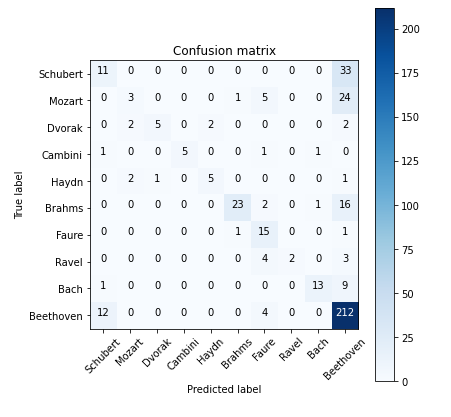 Confusion matrix
True label
Schubert 11 0 0 0 0 0 0 0 0 33
Mozart 0 3 0 0 0 1 5 0 0 24
Dvorak 0 2 5 0 2 0 0 0 0 2
Cambini 1 0 0 5 0 0 1 0 1 0
Haydn 0 2 1 0 5 0 0 0 0 1
Brahms 0 0 0 0 0 23 2 0 1 16
Faure 0 0 0 0 0 1 15 0 0 1
Ravel 0 0 0 0 0 0 4 2 0 3
Bach 1 0 0 0 0 0 0 0 13 9
Beethoven 12 0 0 0 0 0 4 0 0 212
Schubert Mozart Dvorak Cambini Haydn Brahms Faure Ravel Bach Beethoven
Predicted label
200
175
150
125
100
75
50
25
0